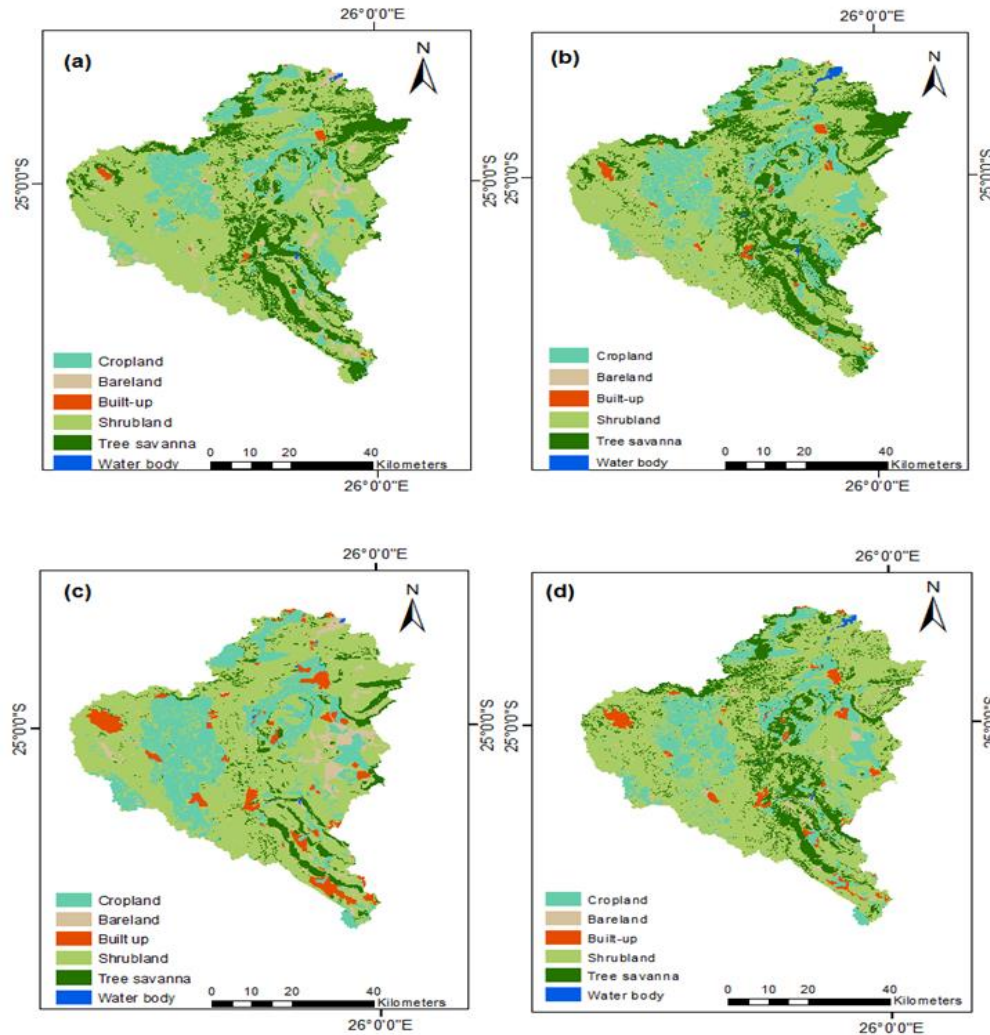 26°0'0"E
(a)
N
25°0'0"S
Cropland
Bareland
Built-up
Shrubland
Tree savanna
Water body
0 10 20 40
Kilometers
26°0'0"E
26°0'0"E
(b)
N
25°0'0"S
25°0'0"S
Cropland
Bareland
Built-up
Shrubland
Tree savanna
Water body
0 10 20 40
Kilometers
26°0'0"E
26°0'0"E
(c)
N
25°0'0"S
Cropland
Bareland
Built up
Shrubland
Tree savanna
Water body
0 10 20 40
Kilometers
26°0'0"E
26°0'0"E
(d)
N
25°0'0"S
25°0'0"S
Cropland
Bareland
Built-up
Shrubland
Tree savanna
Water body
0 10 20 40
Kilometers
26°0'0"E